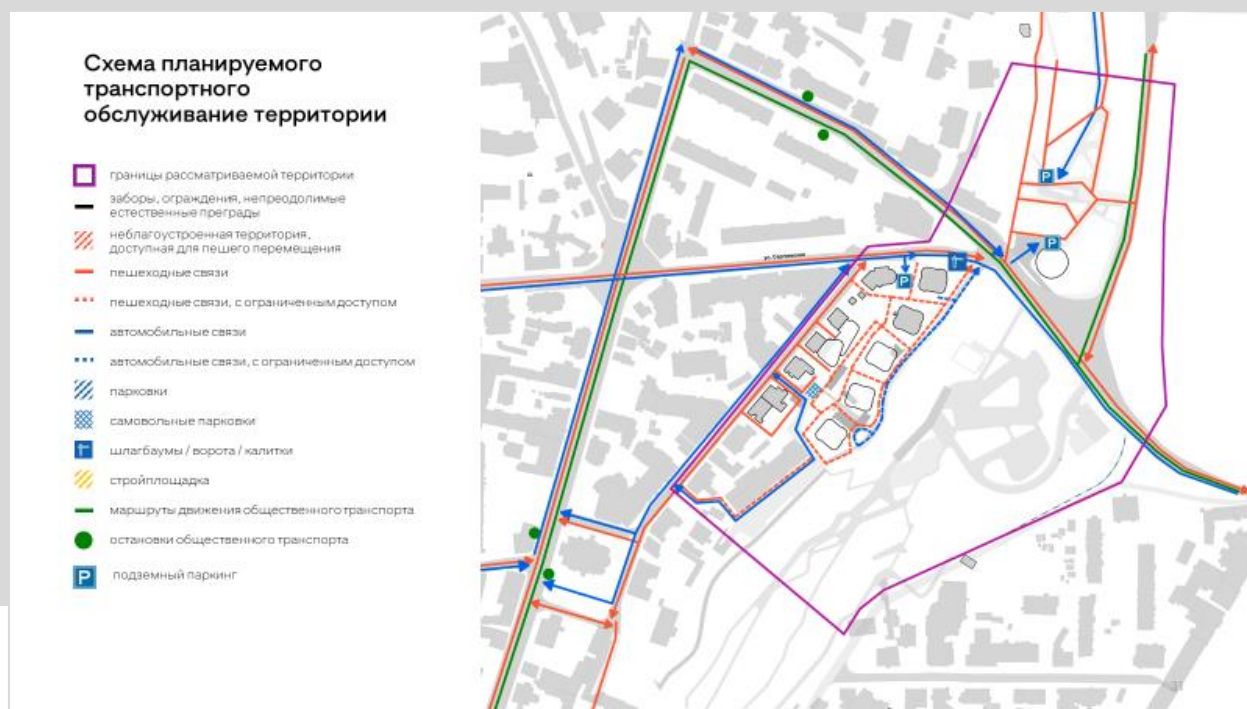 Схема планируемого
транспортного
обслуживание территории
границы рассматриваемой территории
заборы, ограждения, непреодолимые
естественные преграды
неблагоустроенная территория,
доступная для пешего перемещения
пешеходные связи
пешеходные связи, с ограниченным доступом
автомобильные связи
автомобильные связи, с ограниченным доступом
парковки
самовольные парковки
шлагбаумы / ворота / калитки
стройплощадка
маршруты движения общественного транспорта
остановки общественного транспорта
P
подземный паркинг
P
P
P
31